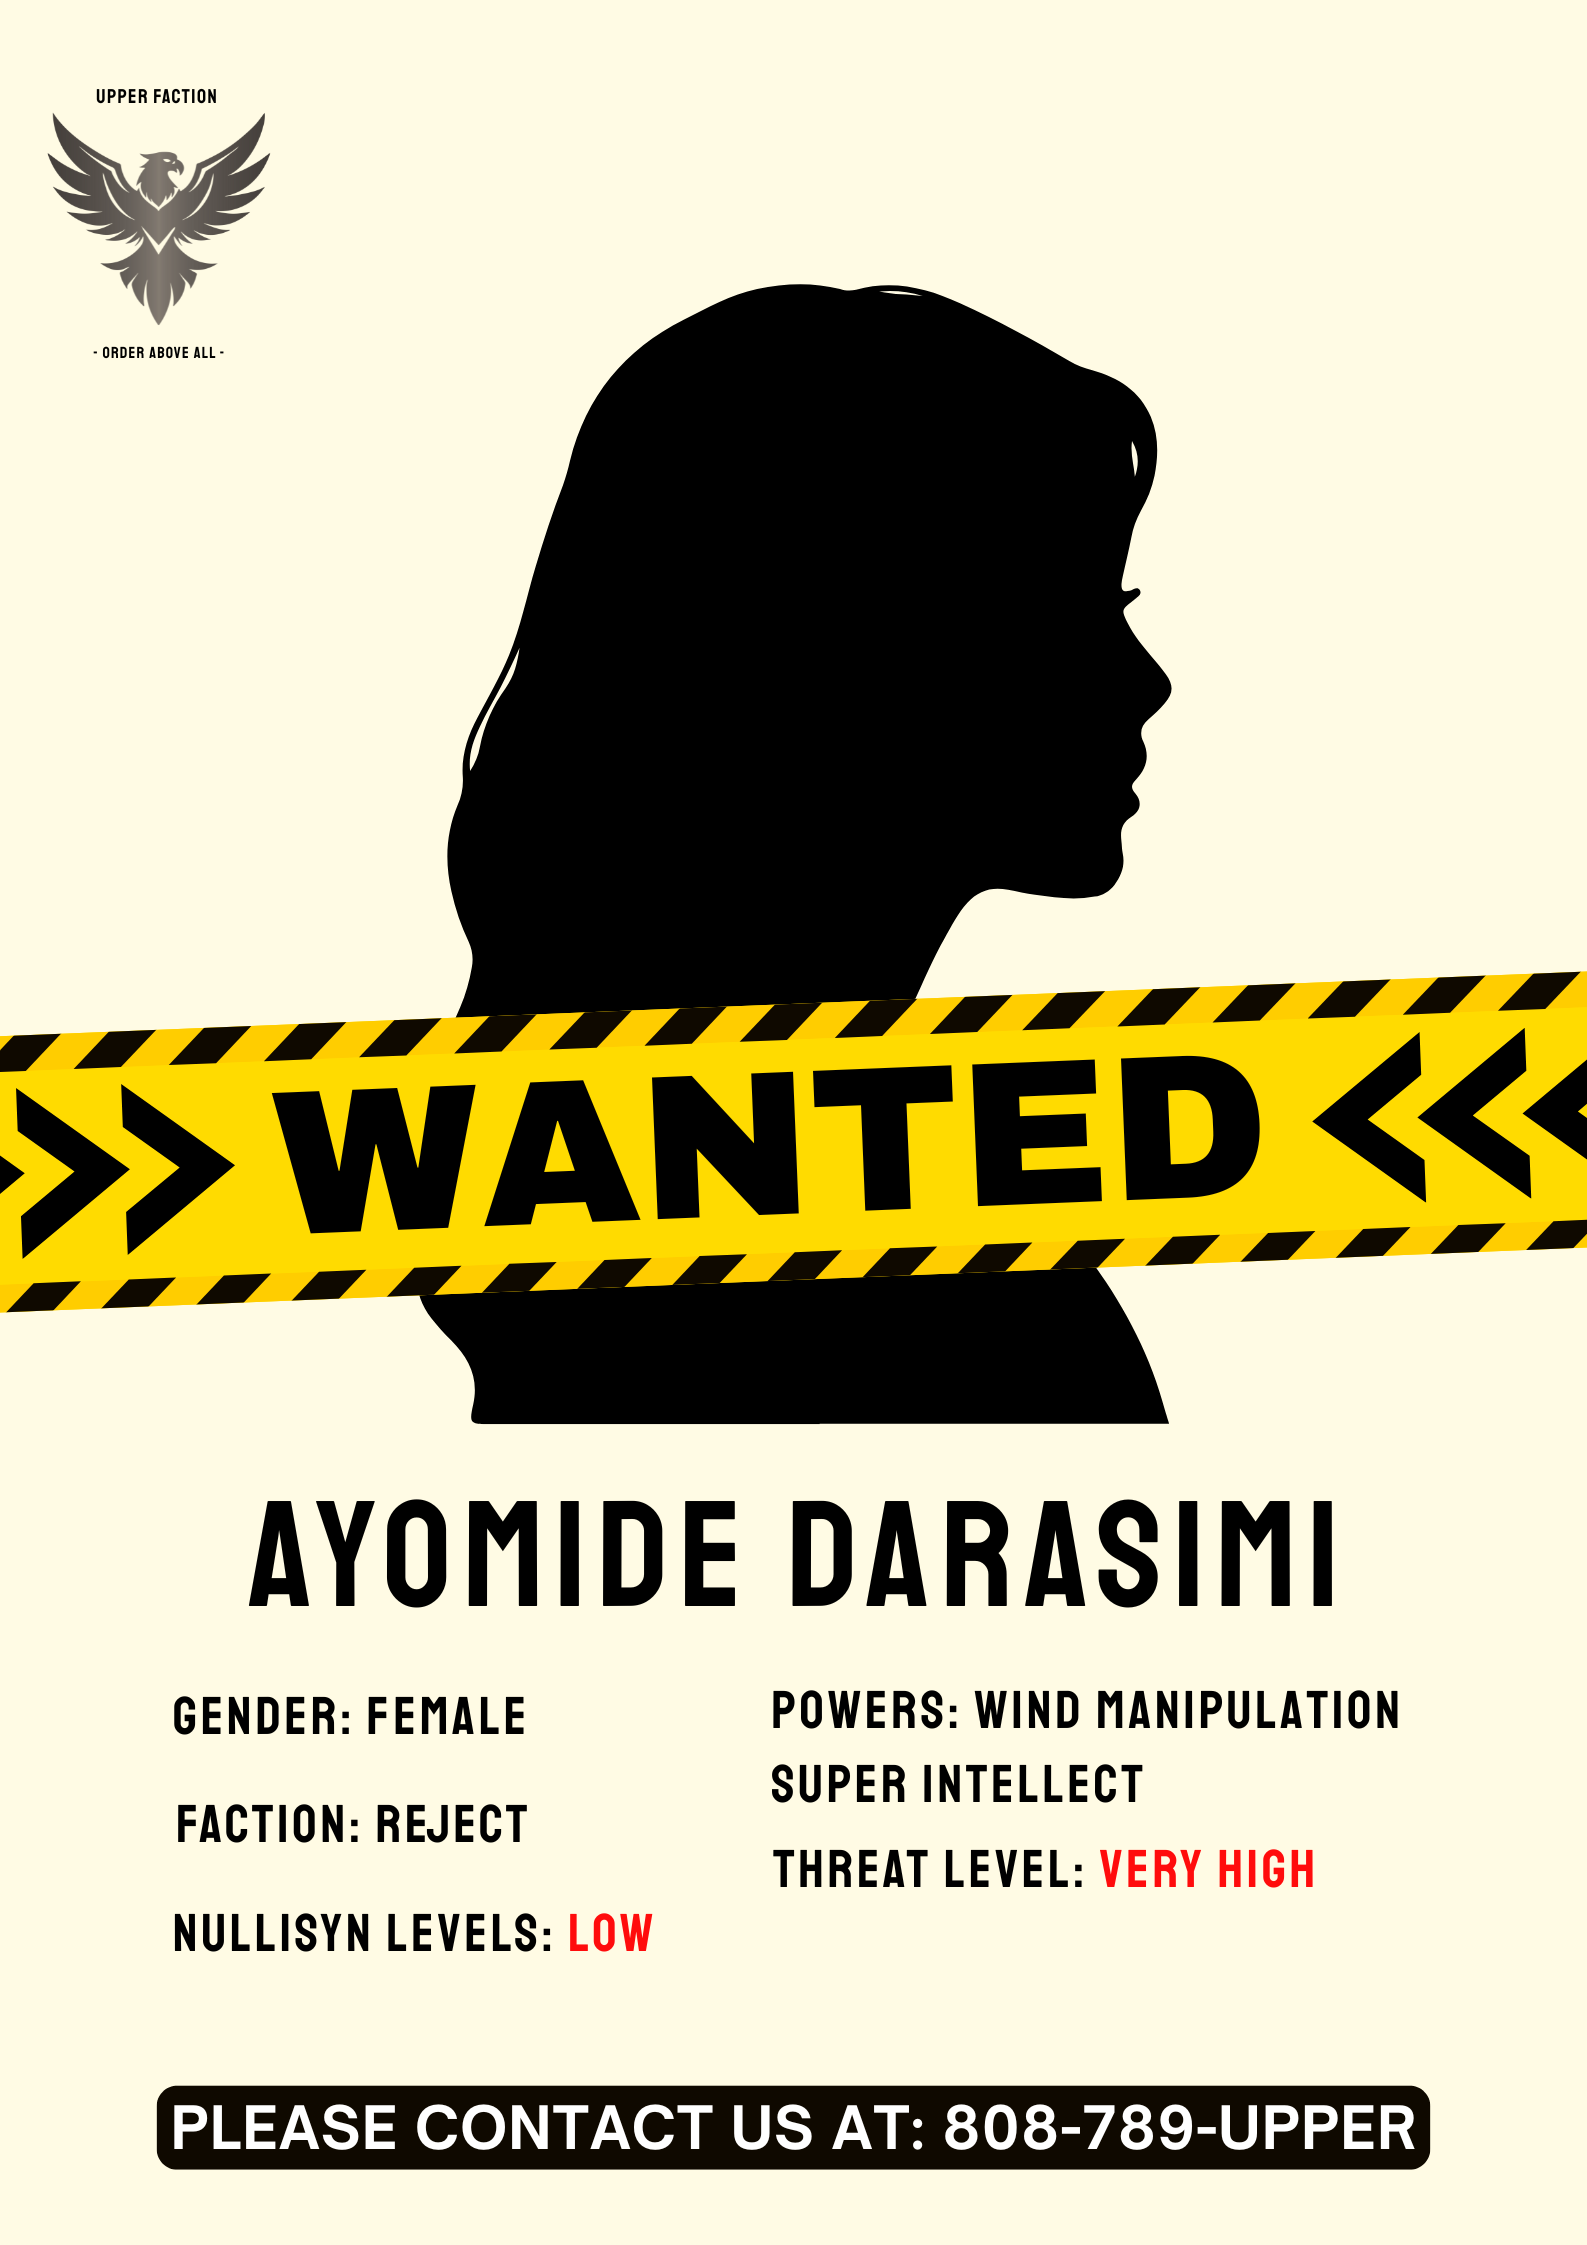 UPPER FACTION
- ORDER ABOVE ALL -
WANTED
AYOMIDE DARASIMI
GENDER: FEMALE
FACTION: REJECT
NULLISYN LEVELS: LOW
POWERS: WIND MANIPULATION
SUPER INTELLECT
THREAT LEVEL: VERY HIGH
PLEASE CONTACT US AT: 808-789-UPPER